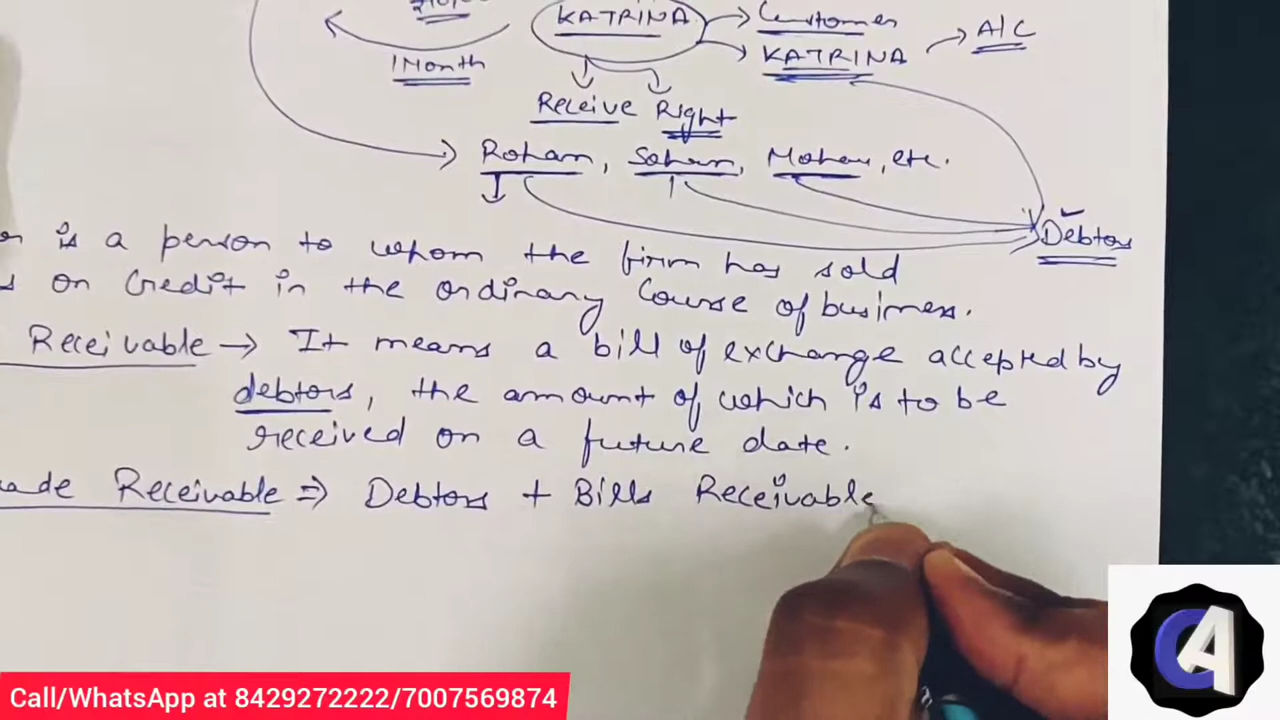 KATRINA
Customer
KATRINA
A/C
1 Month
Receive Right
Rohan, Sohan, Mohan, etc.
Debtors
is a person to whom the firm has sold
on Credit in the ordinary Course of business.
Receivable → It means a bill of exchange accepted by
debtors, the amount of which is to be
received on a future date.
ade Receivable ⇒ Debtors + Bills Receivable
Call/WhatsApp at 8429272222/7007569874
CA